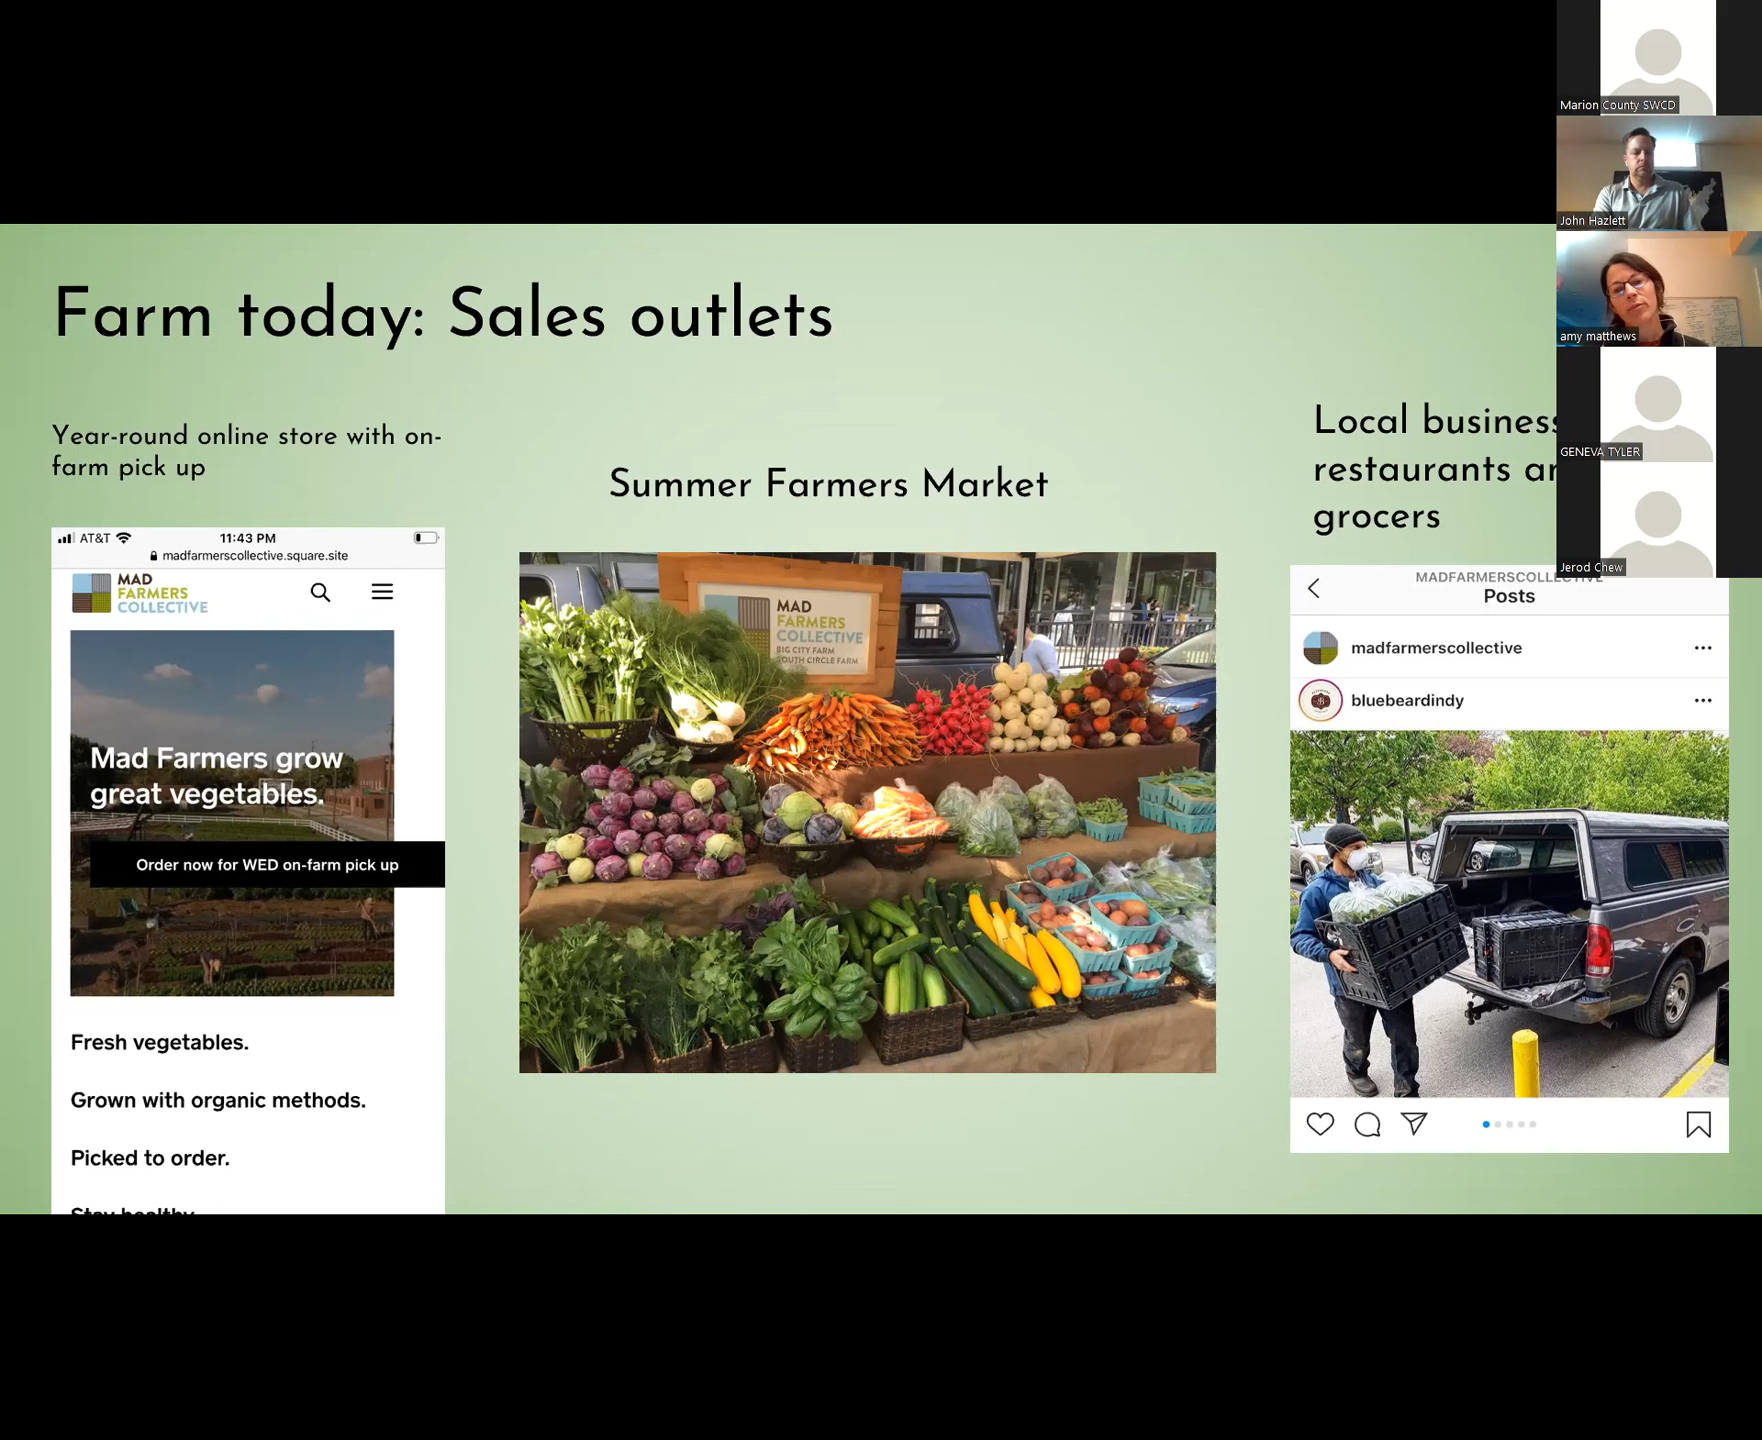 Farm today: Sales outlets
Year-round online store with on-
farm pick up
AT&T 11:43 PM
madfarmerscollective.square.site
MAD
FARMERS
COLLECTIVE
Mad Farmers grow
great vegetables.
Order now for WED on-farm pick up
Fresh vegetables.
Grown with organic methods.
Picked to order.
Stay healthy
Summer Farmers Market
MAD
FARMERS
COLLECTIVE
BIG CITY FARM
SOUTH CIRCLE FARM
Local business
restaurants
grocers
MADFARMERSCOLLECTIVE
Posts
madfarmerscollective
bluebeardindy
Marion County SWCD
John Hazlett
amy matthews
GENEVA TYLER
Jerod Chew